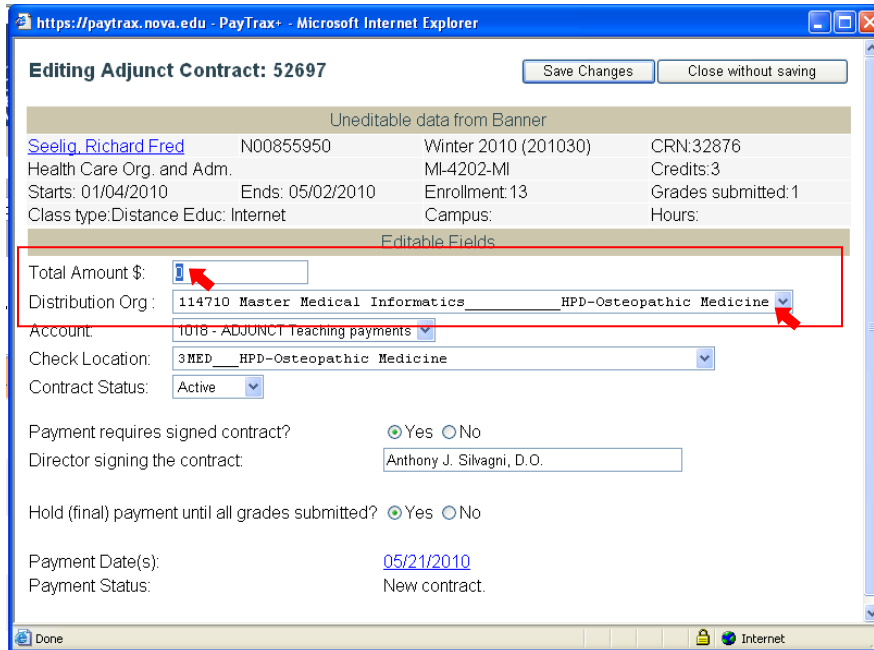 https://paytrax.nova.edu - PayTrax+ - Microsoft Internet Explorer
Editing Adjunct Contract: 52697 Save Changes Close without saving
Uneditable data from Banner
Seelig, Richard Fred N00855950 Winter 2010 (201030) CRN:32876
Health Care Org. and Adm. MI-4202-MI Credits:3
Starts: 01/04/2010 Ends: 05/02/2010 Enrollment:13 Grades submitted:1
Class type:Distance Educ: Internet Campus: Hours:
Editable Fields
Total Amount $: 0
Distribution Org : 114710 Master Medical Informatics____________HPD-Osteopathic Medicine
Account: 1018 - ADJUNCT Teaching payments
Check Location: 3MED___HPD-Osteopathic Medicine
Contract Status: Active
Payment requires signed contract? Yes No
Director signing the contract: Anthony J. Silvagni, D.O.
Hold (final) payment until all grades submitted? Yes No
Payment Date(s): 05/21/2010
Payment Status: New contract.
Done Internet